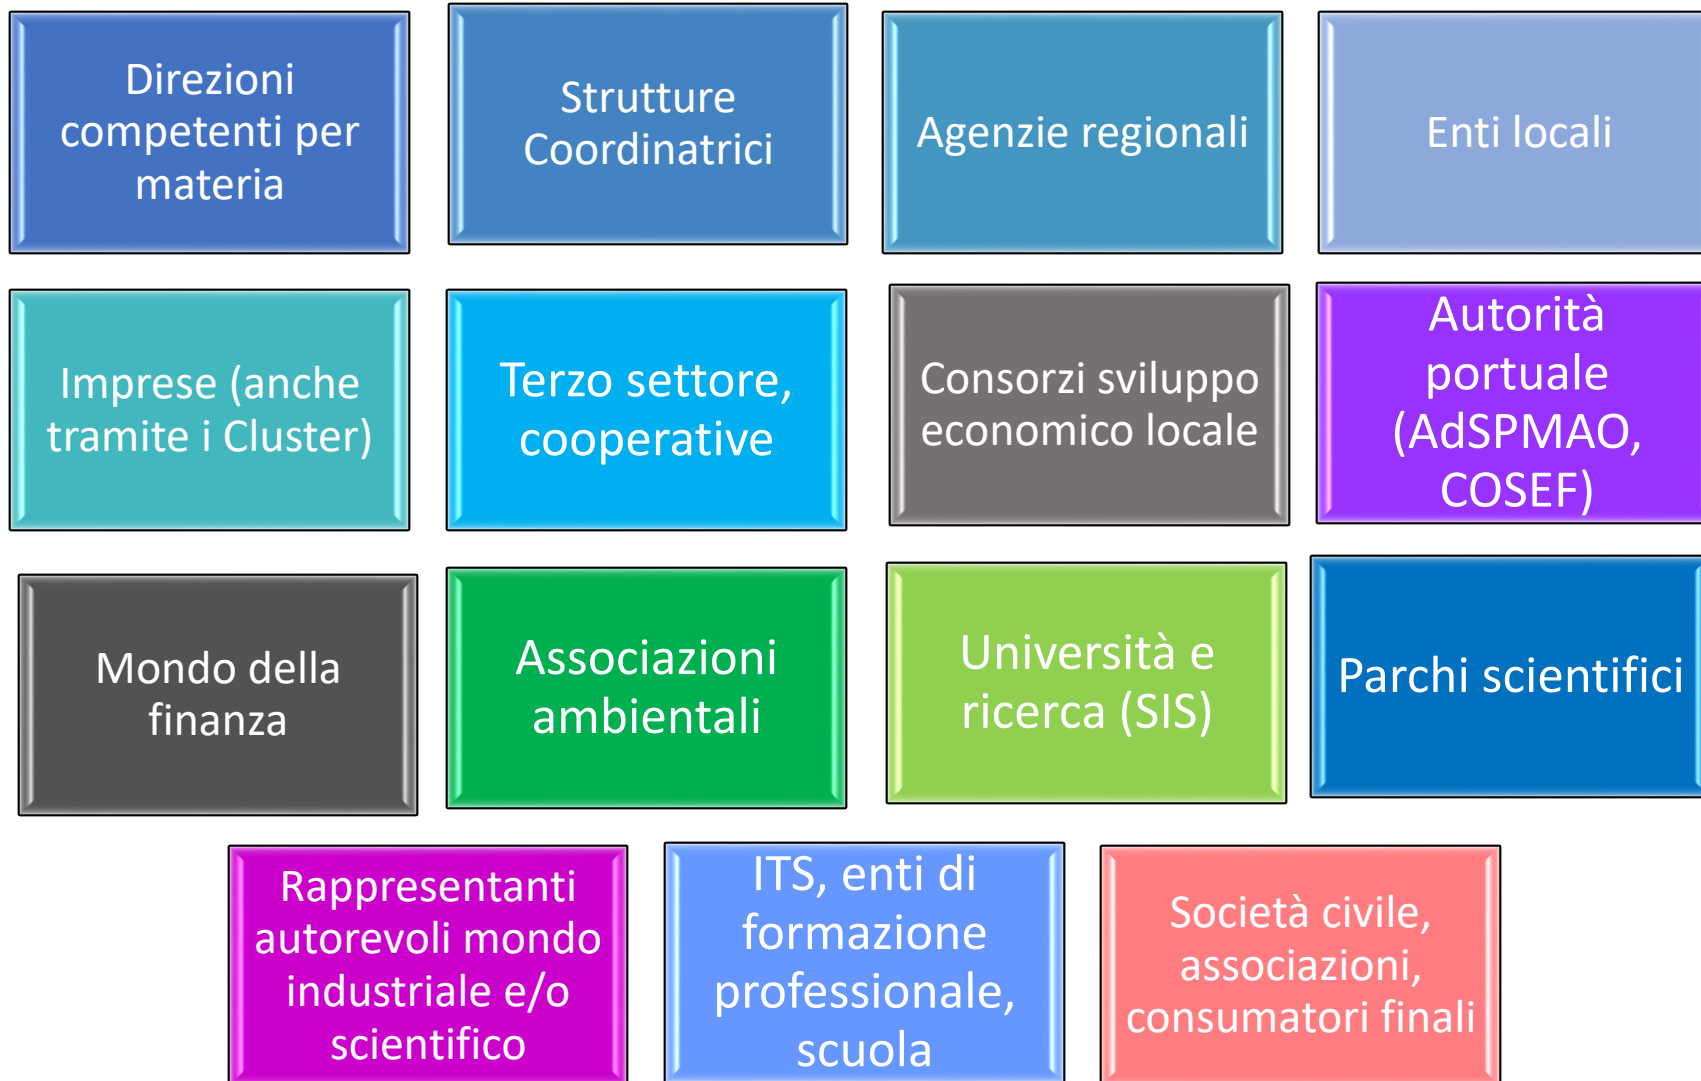 Direzioni
competenti per
materia
Strutture
Coordinatrici
Agenzie regionali
Enti locali
Imprese (anche
tramite i Cluster)
Terzo settore,
cooperative
Consorzi sviluppo
economico locale
Autorità
portuale
(AdSPMAO,
COSEF)
Mondo della
finanza
Associazioni
ambientali
Università e
ricerca (SIS)
Parchi scientifici
Rappresentanti
autorevoli mondo
industriale e/o
scientifico
ITS, enti di
formazione
professionale,
scuola
Società civile,
associazioni,
consumatori finali